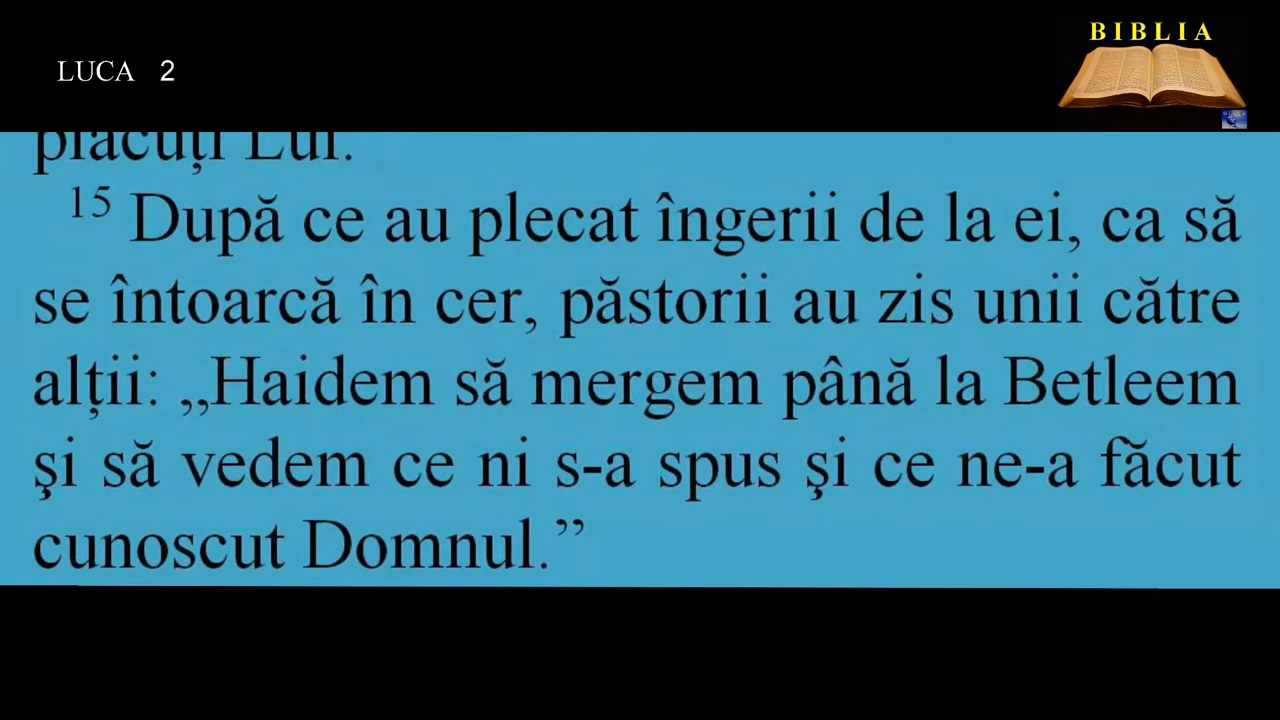 BIBLIA
LUCA 2
plăcuți Lui.
15 După ce au plecat îngerii de la ei, ca să
se întoarcă în cer, păstorii au zis unii către
alții: „Haidem să mergem până la Betleem
şi să vedem ce ni s-a spus şi ce ne-a făcut
cunoscut Domnul.”